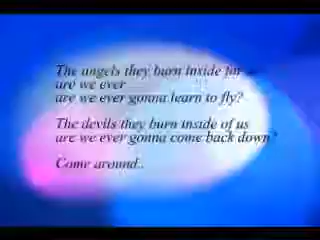 The angels they burn inside for
are we ever
are we ever gonna learn to fly?
The devils they burn inside of us
are we ever gonna come back down
Come around..